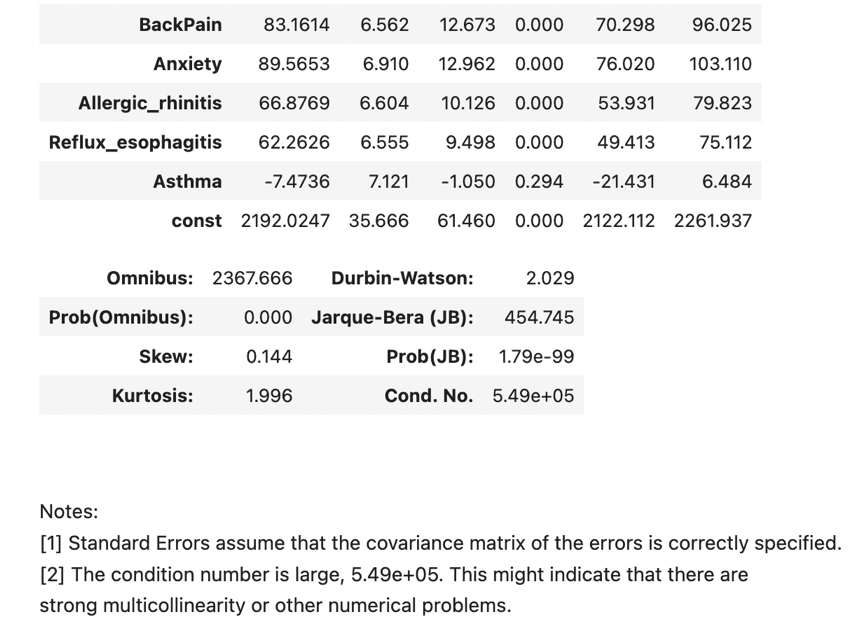 BackPain 83.1614 6.562 12.673 0.000 70.298 96.025
Anxiety 89.5653 6.910 12.962 0.000 76.020 103.110
Allergic_rhinitis 66.8769 6.604 10.126 0.000 53.931 79.823
Reflux_esophagitis 62.2626 6.555 9.498 0.000 49.413 75.112
Asthma -7.4736 7.121 -1.050 0.294 -21.431 6.484
const 2192.0247 35.666 61.460 0.000 2122.112 2261.937
Omnibus: 2367.666 Durbin-Watson: 2.029
Prob(Omnibus): 0.000 Jarque-Bera (JB): 454.745
Skew: 0.144 Prob(JB): 1.79e-99
Kurtosis: 1.996 Cond. No. 5.49e+05
Notes:
[1] Standard Errors assume that the covariance matrix of the errors is correctly specified.
[2] The condition number is large, 5.49e+05. This might indicate that there are
strong multicollinearity or other numerical problems.